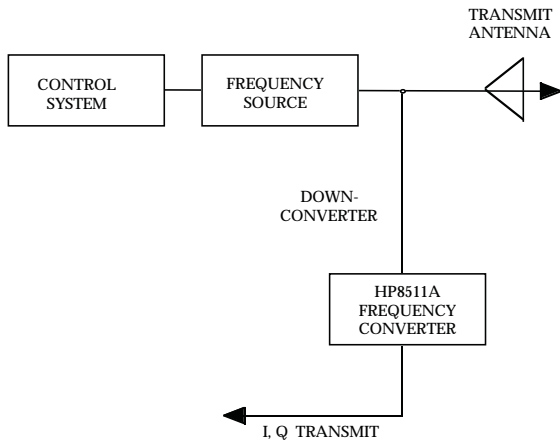 TRANSMIT
ANTENNA
CONTROL
SYSTEM
FREQUENCY
SOURCE
DOWN-
CONVERTER
HP8511A
FREQUENCY
CONVERTER
I, Q TRANSMIT